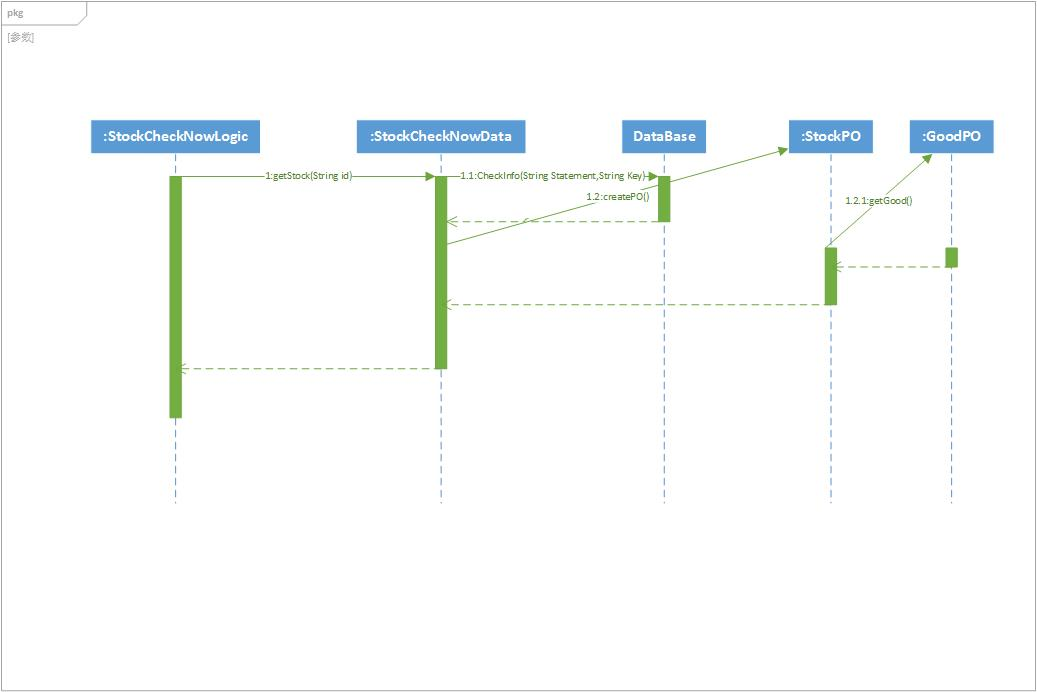 pkg
[参数]
:StockCheckNowLogic
:StockCheckNowData
DataBase
:StockPO
:GoodPO
1:getStock(String id)
1.1:CheckInfo(String Statement,String Key)
1.2:createPO()
1.2.1:getGood()